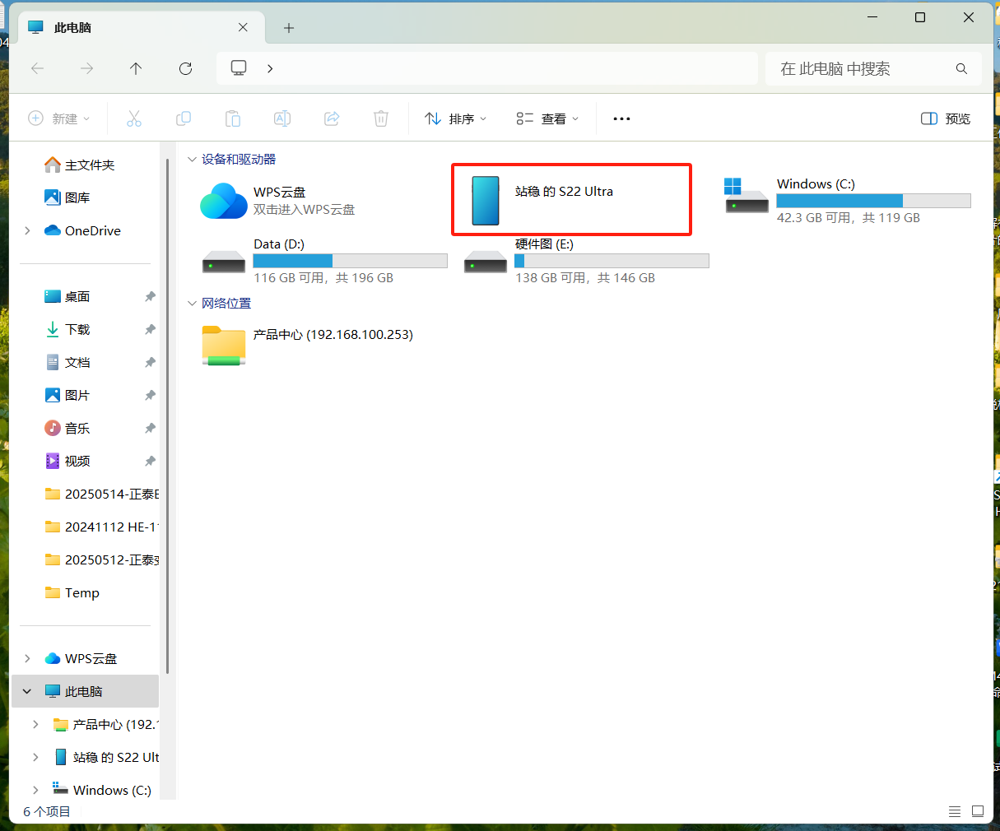 此电脑
在 此电脑 中搜索
新建
排序
查看
预览
主文件夹
图库
OneDrive
桌面
下载
文档
图片
音乐
视频
20250514-正泰
20241112 HE-1
20250512-正泰
Temp
WPS云盘
此电脑
产品中心 (192.1
站稳 的 S22 Ult
Windows (C:)
设备和驱动器
WPS云盘
双击进入WPS云盘
站稳 的 S22 Ultra
Windows (C:)
42.3 GB 可用，共 119 GB
Data (D:)
116 GB 可用，共 196 GB
硬件图 (E:)
138 GB 可用，共 146 GB
网络位置
产品中心 (192.168.100.253)
6 个项目